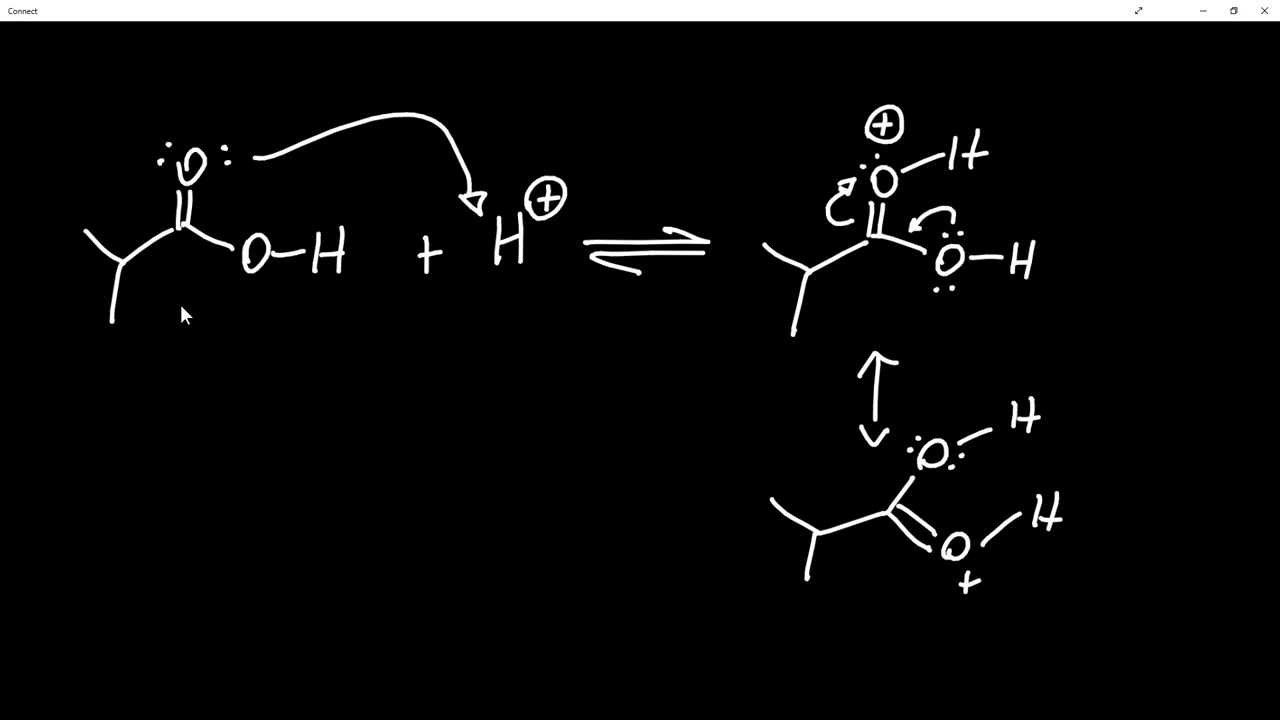 Connect
⊕
:O: H
H⊕ O
O-H + H O-H
H
:O:
H
O
+